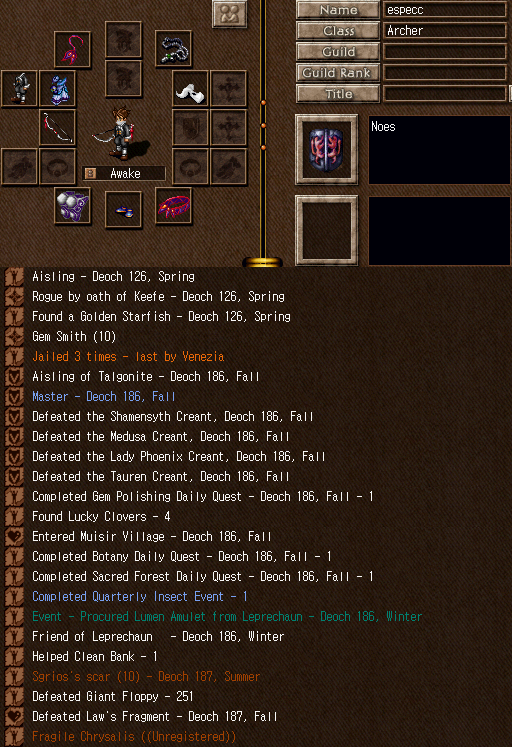 Name especc
Class Archer
Guild
Guild Rank
Title
Noes
Awake
Aisling - Deoch 126, Spring
Rogue by oath of Keefe - Deoch 126, Spring
Found a Golden Starfish - Deoch 126, Spring
Gem Smith (10)
Jailed 3 times - last by Venezia
Aisling of Talgonite - Deoch 186, Fall
Master - Deoch 186, Fall
Defeated the Shamensyth Creant, Deoch 186, Fall
Defeated the Medusa Creant, Deoch 186, Fall
Defeated the Lady Phoenix Creant, Deoch 186, Fall
Defeated the Tauren Creant, Deoch 186, Fall
Completed Gem Polishing Daily Quest - Deoch 186, Fall - 1
Found Lucky Clovers - 4
Entered Muisir Village - Deoch 186, Fall
Completed Botany Daily Quest - Deoch 186, Fall - 1
Completed Sacred Forest Daily Quest - Deoch 186, Fall - 1
Completed Quarterly Insect Event - 1
Event - Procured Lumen Amulet from Leprechaun - Deoch 186, Winter
Friend of Leprechaun  - Deoch 186, Winter
Helped Clean Bank - 1
Sgrios's scar (10) - Deoch 187, Summer
Defeated Giant Floppy - 251
Defeated Law's Fragment - Deoch 187, Fall
Fragile Chrysalis ((Unregistered))